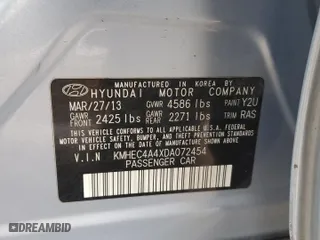 MANUFACTURED IN KOREA BY
HYUNDAI MOTOR COMPANY
MAR/27/13 GVWR 4586 lbs PAINT Y2U
GAWR FRONT 2425 lbs GAWR REAR 2271 lbs TRIM RAS
THIS VEHICLE CONFORMS TO ALL APPLICABLE U.S.
FEDERAL MOTOR VEHICLE SAFETY, BUMPER, AND THEFT
PREVENTION STANDARDS IN EFFECT ON THE DATE OF
MANUFACTURE SHOWN ABOVE.
V.I.N KMHEC4A4XDA072454
PASSENGER CAR
© DEALERSHIP